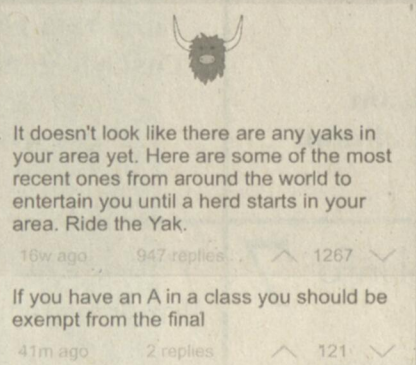 It doesn't look like there are any yaks in
your area yet. Here are some of the most
recent ones from around the world to
entertain you until a herd starts in your
area. Ride the Yak.
16w ago 947 replies 1267
If you have an A in a class you should be
exempt from the final
41m ago 2 replies 121